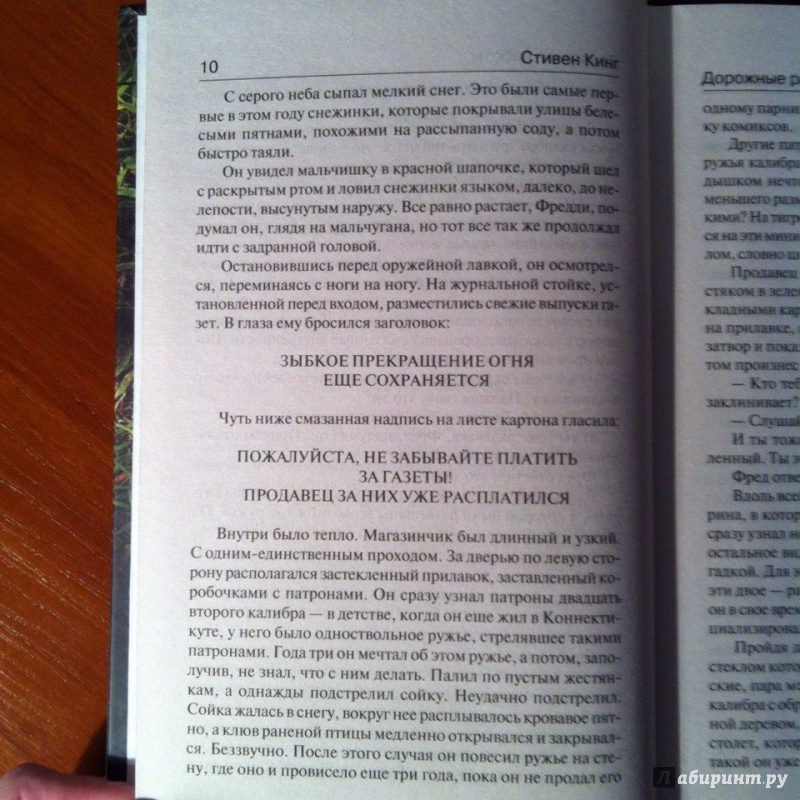 10 Стивен Кинг
С серого неба сыпал мелкий снег. Это были самые пер-
вые в этом году снежинки, которые покрывали улицы беле-
сыми пятнами, похожими на рассыпанную соду, а потом
быстро таяли.
Он увидел мальчишку в красной шапочке, который шел
с раскрытым ртом и ловил снежинки языком, далеко, до не-
лепости, высунутым наружу. Все равно растает, Фредди, по-
думал он, глядя на мальчугана, но тот все так же продолжал
идти с задранной головой.
Остановившись перед оружейной лавкой, он осмотрел-
ся, переминаясь с ноги на ногу. На журнальной стойке, ус-
тановленной перед входом, разместились свежие выпуски га-
зет. В глаза ему бросился заголовок:
ЗЫБКОЕ ПРЕКРАЩЕНИЕ ОГНЯ
ЕЩЕ СОХРАНЯЕТСЯ
Чуть ниже смазанная надпись на листе картона гласила:
ПОЖАЛУЙСТА, НЕ ЗАБЫВАЙТЕ ПЛАТИТЬ
ЗА ГАЗЕТЫ!
ПРОДАВЕЦ ЗА НИХ УЖЕ РАСПЛАТИЛСЯ
Внутри было тепло. Магазинчик был длинный и узкий.
С одним-единственным проходом. За дверью по левую сто-
рону располагался застекленный прилавок, заставленный ко-
робочками с патронами. Он сразу узнал патроны двадцать
второго калибра — в детстве, когда он еще жил в Коннекти-
куте, у него было одноствольное ружье, стрелявшее такими
патронами. Года три он мечтал об этом ружье, а потом, запо-
лучив, не знал, что с ним делать. Палил по пустым жестян-
кам, а однажды подстрелил сойку. Неудачно подстрелил.
Сойка жалась в снегу, вокруг нее расплывалось кровавое пят-
но, а клюв раненой птицы медленно открывался и закрывал-
ся. Беззвучно. После этого случая он повесил ружье на сте-
ну, где оно и провисело еще три года, пока он не продал его
Дорожные ра
одному парни
ку комиксов.
Другие пат
ружья калибра
дышком нечт
меньшего разм
кими? На тигр
ся на эти мини
лом, словно ш
Продавец
стяком в зеле
кладными кар
на прилавке,
затвор и показ
том произнес
— Кто теб
заклинивает?
— Слушай
И ты тоже
ленный. Ты э
Фред отве
Вдоль все
рина, в котор
сразу узнал н
остальное ви
гадкой. Для н
эти двое — ра
он в свое врем
циализирова
Пройдя д
стеклом кото
ские, пара м
калибра с обр
ной деревом.
столет, котор
такой он уже
Лабиринт.ру